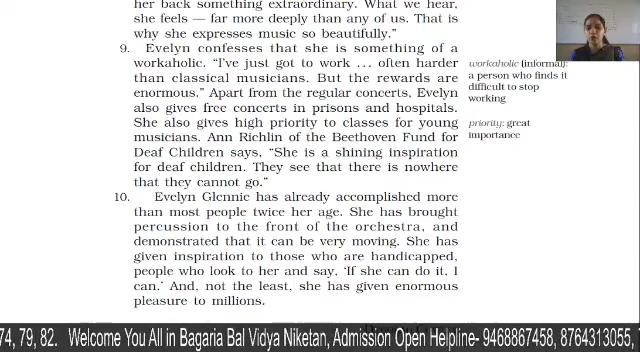 her back something extraordinary. What we hear,
she feels — far more deeply than any of us. That is
why she expresses music so beautifully.”
9. Evelyn confesses that she is something of a
workaholic. “I’ve just got to work ... often harder
than classical musicians. But the rewards are
enormous.” Apart from the regular concerts, Evelyn
also gives free concerts in prisons and hospitals.
She also gives high priority to classes for young
musicians. Ann Richlin of the Beethoven Fund for
Deaf Children says, “She is a shining inspiration
for deaf children. They see that there is nowhere
that they cannot go.”
workaholic (informal):
a person who finds it
difficult to stop
working
priority: great
importance
10. Evelyn Glennie has already accomplished more
than most people twice her age. She has brought
percussion to the front of the orchestra, and
demonstrated that it can be very moving. She has
given inspiration to those who are handicapped,
people who look to her and say, ‘If she can do it, I
can.’ And, not the least, she has given enormous
pleasure to millions.
74, 79, 82. Welcome You All in Bagaria Bal Vidya Niketan, Admission Open Helpline- 9468867458, 8764313055,